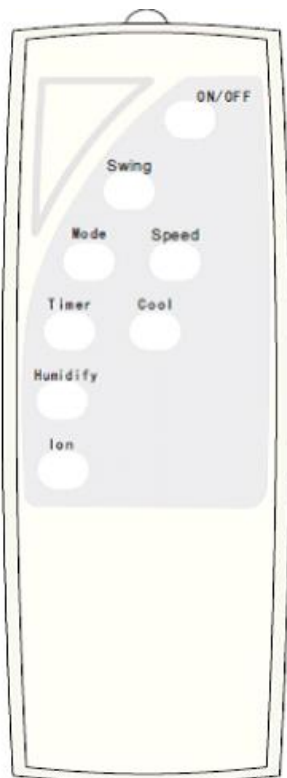 ON/OFF
Swing
Mode Speed
Timer Cool
Humidify
Ion